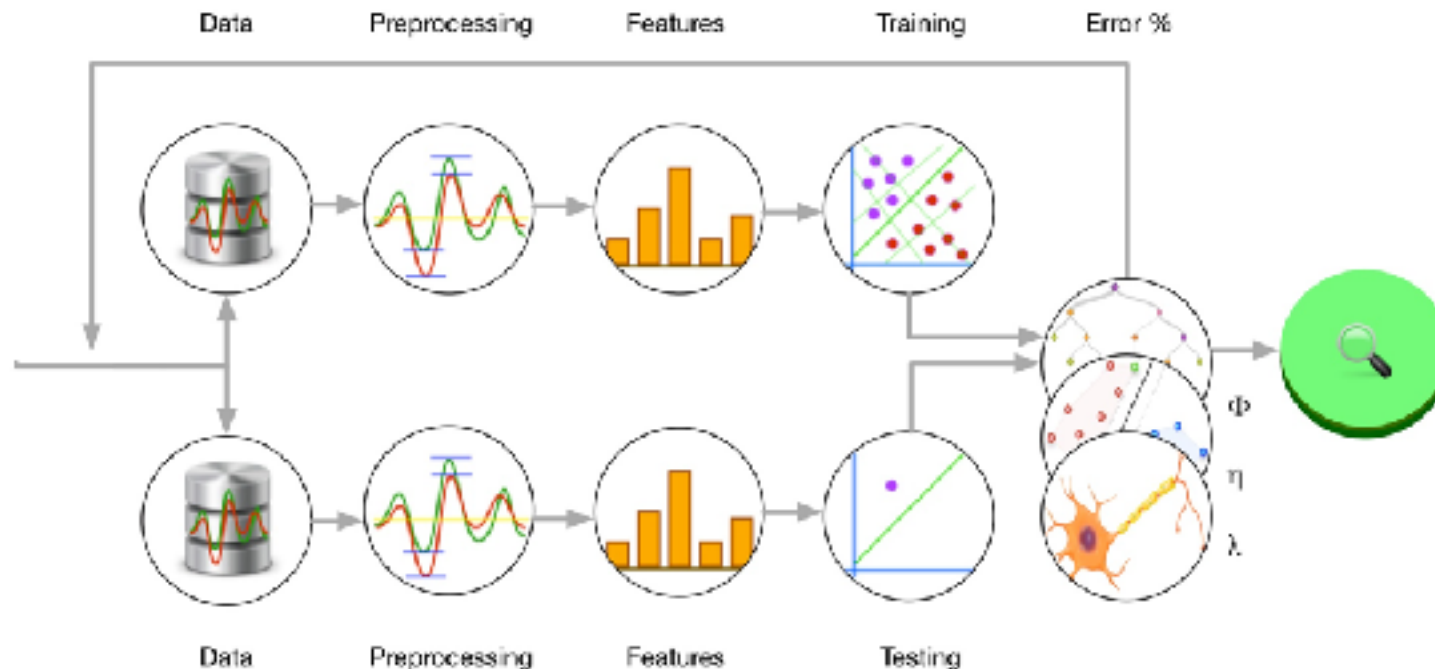 Data Preprocessing Features Training Error %
Φ
η
λ
Data Preprocessing Features Testing